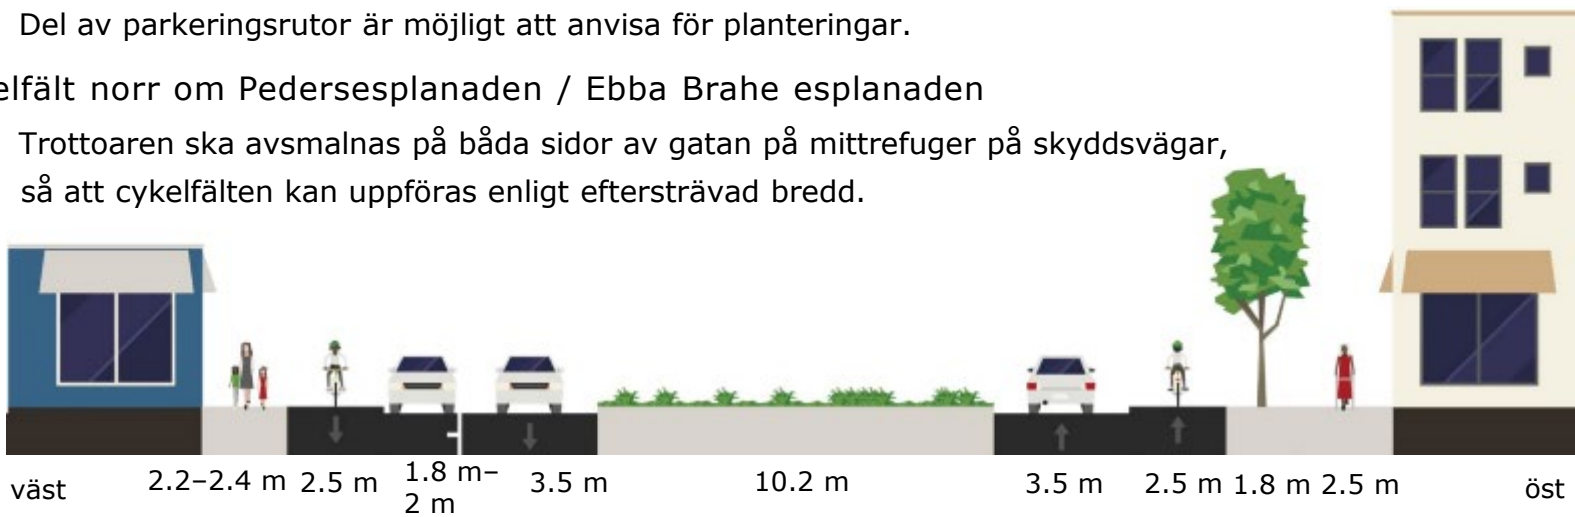 Del av parkeringsrutor är möjligt att anvisa för planteringar.
elfält norr om Pedersesplanaden / Ebba Brahe esplanaden
Trottoaren ska avsmalnas på båda sidor av gatan på mittrefuger på skyddsvägar,
så att cykelfälten kan uppföras enligt eftersträvad bredd.
väst 2.2–2.4 m 2.5 m 1.8 m– 3.5 m 10.2 m 3.5 m 2.5 m 1.8 m 2.5 m öst
2 m